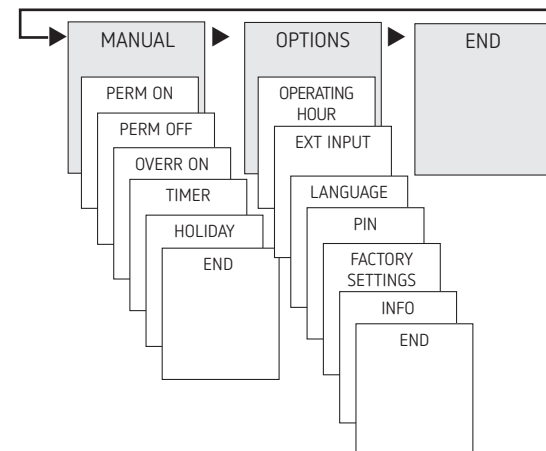 MANUAL
PERM ON
PERM OFF
OVERR ON
TIMER
HOLIDAY
END
OPTIONS
OPERATING
HOUR
EXT INPUT
LANGUAGE
PIN
FACTORY
SETTINGS
INFO
END
END